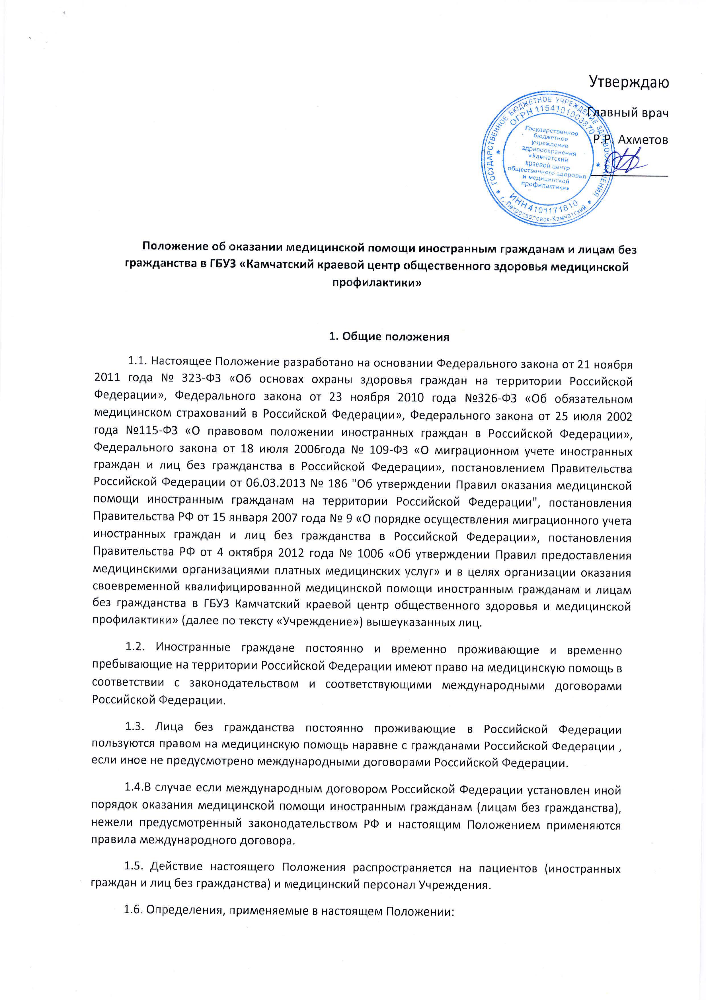 Утверждаю
Главный врач
Р.Р. Ахметов
ГОСУДАРСТВЕННОЕ БЮДЖЕТНОЕ УЧРЕЖДЕНИЕ ЗДРАВООХРАНЕНИЯ
* г. Петропавловск-Камчатский *
ОГРН 1154101003870
ИНН 4101171810
Государственное
бюджетное
учреждение
здравоохранения
«Камчатский
краевой центр
общественного здоровья
и медицинской
профилактики»
Положение об оказании медицинской помощи иностранным гражданам и лицам без
гражданства в ГБУЗ «Камчатский краевой центр общественного здоровья медицинской
профилактики»
1. Общие положения
1.1. Настоящее Положение разработано на основании Федерального закона от 21 ноября
2011 года № 323-ФЗ «Об основах охраны здоровья граждан на территории Российской
Федерации», Федерального закона от 23 ноября 2010 года №326-ФЗ «Об обязательном
медицинском страхований в Российской Федерации», Федерального закона от 25 июля 2002
года №115-ФЗ «О правовом положении иностранных граждан в Российской Федерации»,
Федерального закона от 18 июля 2006года № 109-ФЗ «О миграционном учете иностранных
граждан и лиц без гражданства в Российской Федерации», постановлением Правительства
Российской Федерации от 06.03.2013 № 186 "Об утверждении Правил оказания медицинской
помощи иностранным гражданам на территории Российской Федерации", постановления
Правительства РФ от 15 января 2007 года № 9 «О порядке осуществления миграционного учета
иностранных граждан и лиц без гражданства в Российской Федерации», постановления
Правительства РФ от 4 октября 2012 года № 1006 «Об утверждении Правил предоставления
медицинскими организациями платных медицинских услуг» и в целях организации оказания
своевременной квалифицированной медицинской помощи иностранным гражданам и лицам
без гражданства в ГБУЗ Камчатский краевой центр общественного здоровья и медицинской
профилактики» (далее по тексту «Учреждение») вышеуказанных лиц.
1.2. Иностранные граждане постоянно и временно проживающие и временно
пребывающие на территории Российской Федерации имеют право на медицинскую помощь в
соответствии с законодательством и соответствующими международными договорами
Российской Федерации.
1.3. Лица без гражданства постоянно проживающие в Российской Федерации
пользуются правом на медицинскую помощь наравне с гражданами Российской Федерации ,
если иное не предусмотрено международными договорами Российской Федерации.
1.4.В случае если международным договором Российской Федерации установлен иной
порядок оказания медицинской помощи иностранным гражданам (лицам без гражданства),
нежели предусмотренный законодательством РФ и настоящим Положением применяются
правила международного договора.
1.5. Действие настоящего Положения распространяется на пациентов (иностранных
граждан и лиц без гражданства) и медицинский персонал Учреждения.
1.6. Определения, применяемые в настоящем Положении: